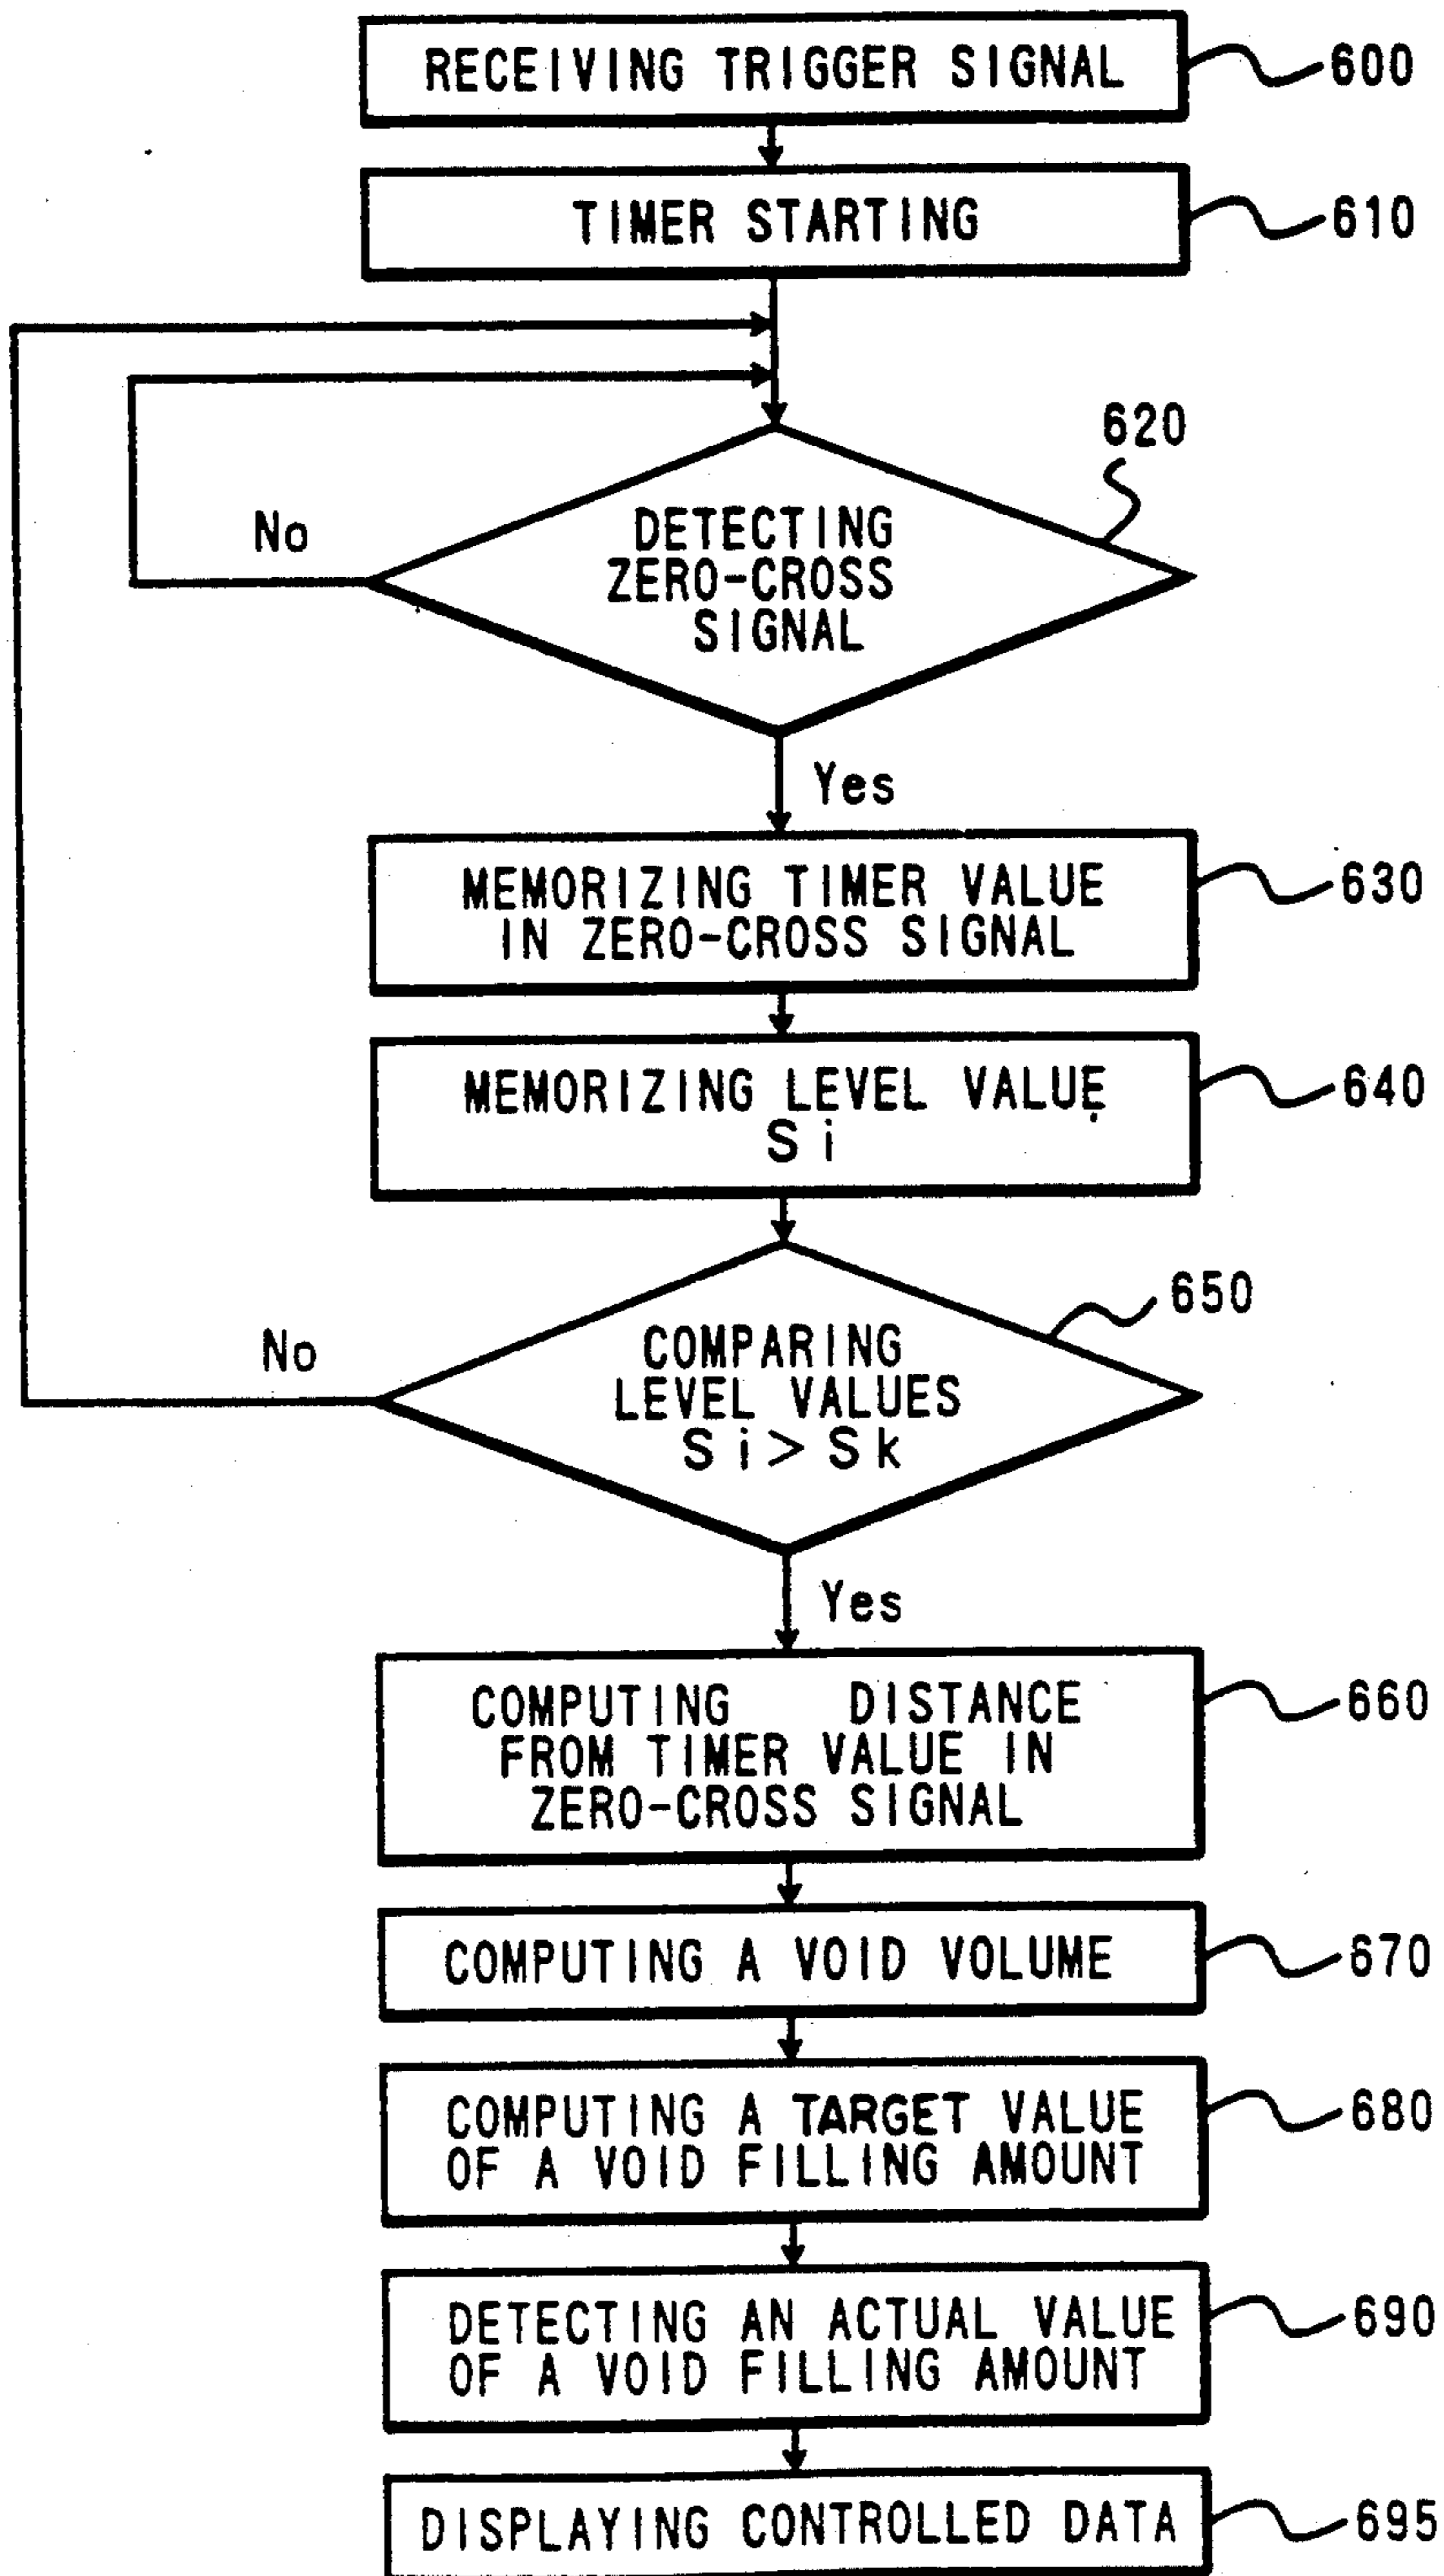 RECEIVING TRIGGER SIGNAL 600
TIMER STARTING 610
620
No
DETECTING
ZERO-CROSS
SIGNAL
Yes
MEMORIZING TIMER VALUE
IN ZERO-CROSS SIGNAL
630
MEMORIZING LEVEL VALUE
Si
640
650
No
COMPARING
LEVEL VALUES
Si>Sk
Yes
COMPUTING DISTANCE
FROM TIMER VALUE IN
ZERO-CROSS SIGNAL
660
COMPUTING A VOID VOLUME 670
COMPUTING A TARGET VALUE
OF A VOID FILLING AMOUNT
680
DETECTING AN ACTUAL VALUE
OF A VOID FILLING AMOUNT
690
DISPLAYING CONTROLLED DATA 695